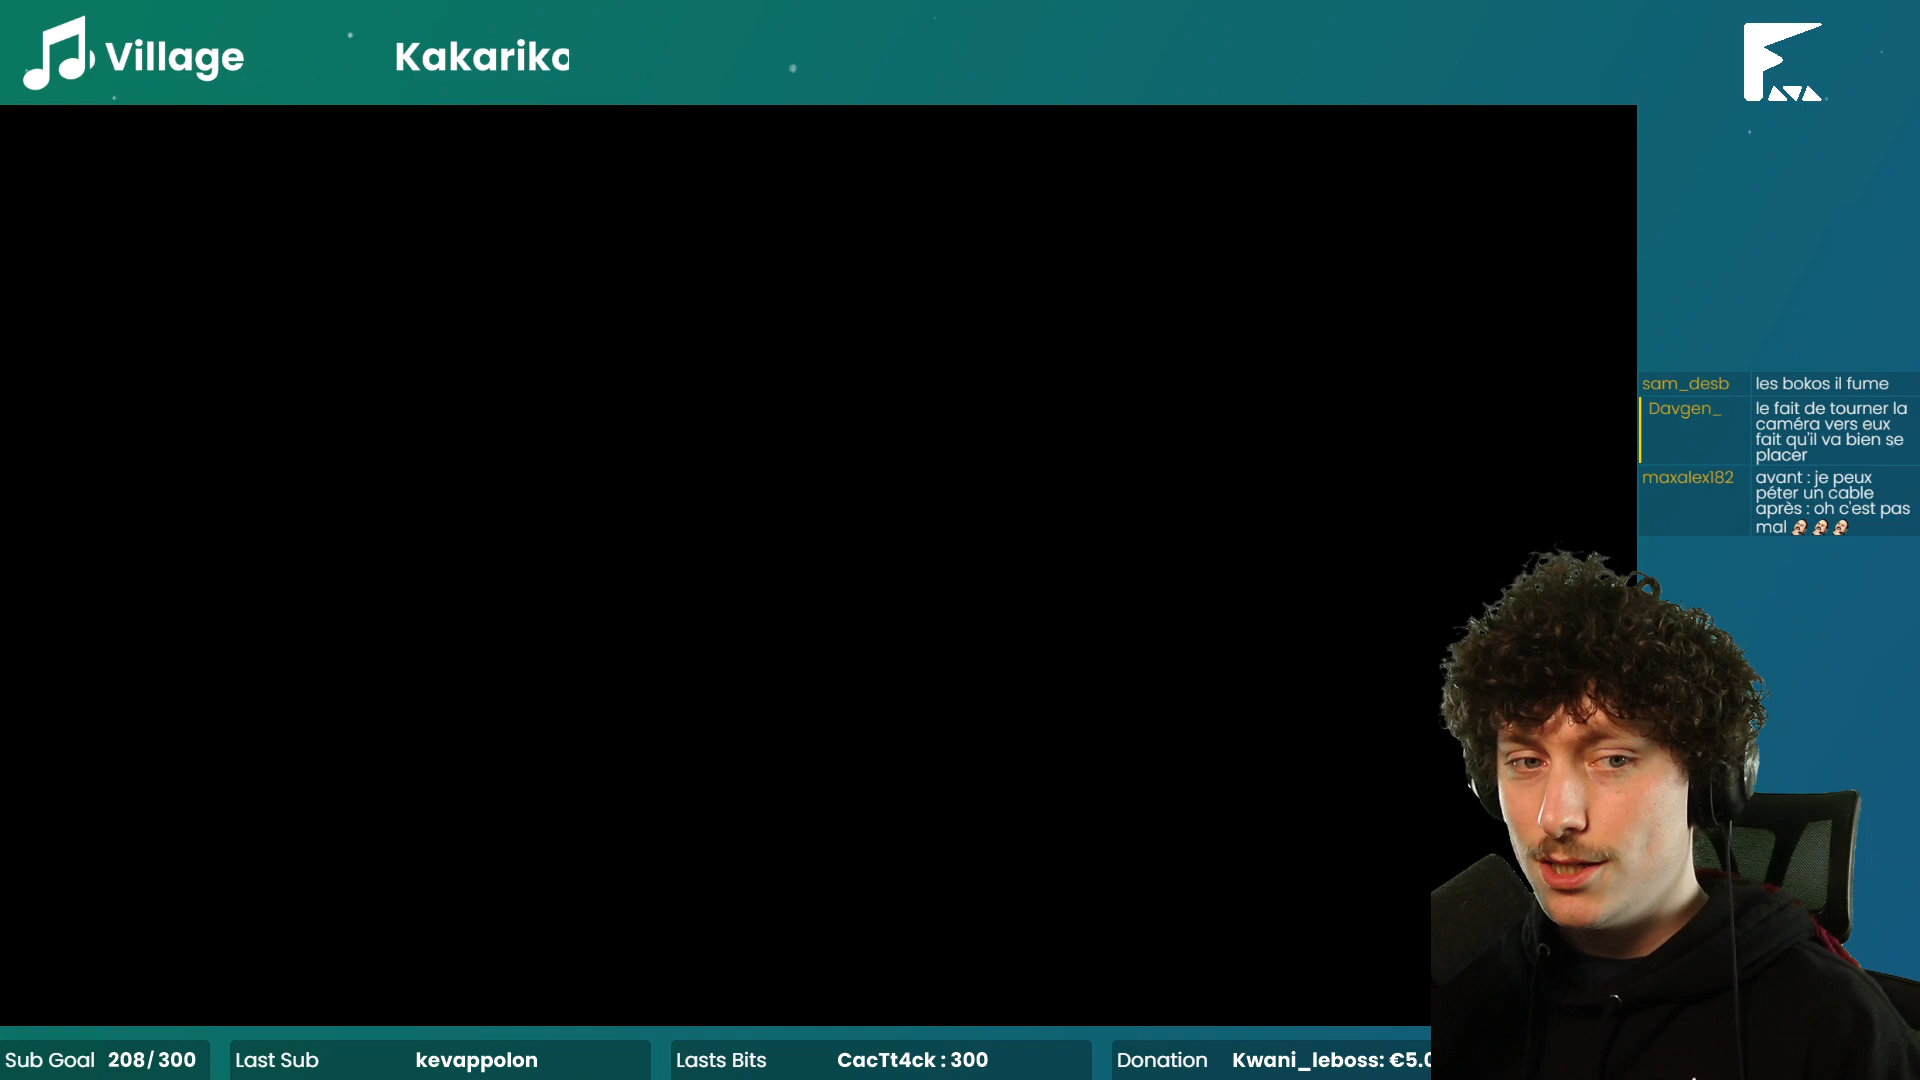 Village Kakariko
sam_desb les bokos il fume
Davgen_ le fait de tourner la
caméra vers eux
fait qu'il va bien se
placer
maxalex182 avant : je peux
péter un cable
après : oh c'est pas
mal
Sub Goal 208/300 Last Sub kevappolon Lasts Bits CacTt4ck : 300 Donation Kwani_leboss: €5.0